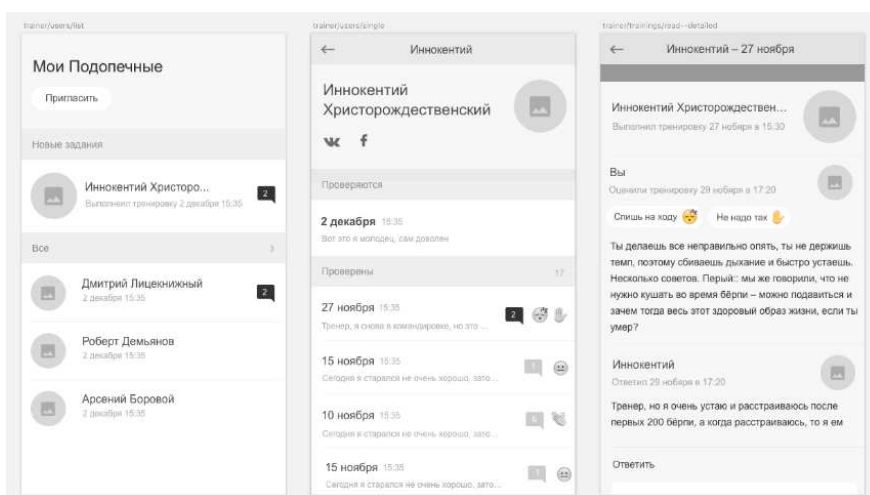 trainer/users/list
Мои Подопечные
Пригласить
Новые задания
Иннокентий Христоро...
Выполнил тренировку 2 декабря 15:35
2
Все
3
Дмитрий Лицекнижный
2 декабря 15:35
2
Роберт Демьянов
2 декабря 15:35
Арсений Боровой
2 декабря 15:35
trainer/users/single
Иннокентий
Иннокентий
Христорождественский
Проверяются
2 декабря 15:35
Вот это я молодец, сам доволен
Проверены
17
27 ноября 15:35
Тренер, я снова в командировке, но это ...
2
15 ноября 15:35
Сегодня я старался не очень хорошо, зато...
1
10 ноября 15:35
Сегодня я старался не очень хорошо, зато...
15 ноября 15:35
Сегодня я старался не очень хорошо, зато...
1
trainer/trainings/read--detailed
Иннокентий – 27 ноября
Иннокентий Христорождествен...
Выполнил тренировку 27 ноября в 15:30
Вы
Оценили тренировку 29 ноября в 17:20
Спишь на ходу
Не надо так
Ты делаешь все неправильно опять, ты не держишь
темп, поэтому сбиваешь дыхание и быстро устаешь.
Несколько советов. Перый:: мы же говорили, что не
нужно кушать во время бёрпи – можно подавиться и
зачем тогда весь этот здоровый образ жизни, если ты
умер?
Иннокентий
Ответил 29 ноября в 17:20
Тренер, но я очень устаю и расстраиваюсь после
первых 200 бёрпи, а когда расстраиваюсь, то я ем
Ответить